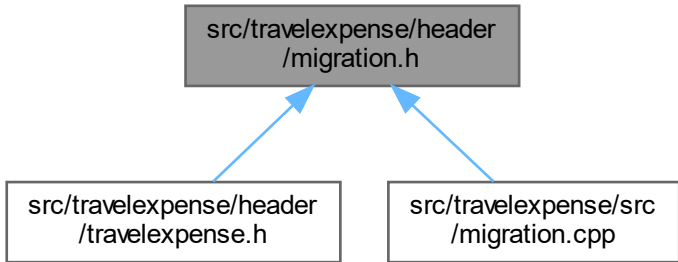 src/travelexpense/header
/migration.h
src/travelexpense/header
/travelexpense.h
src/travelexpense/src
/migration.cpp